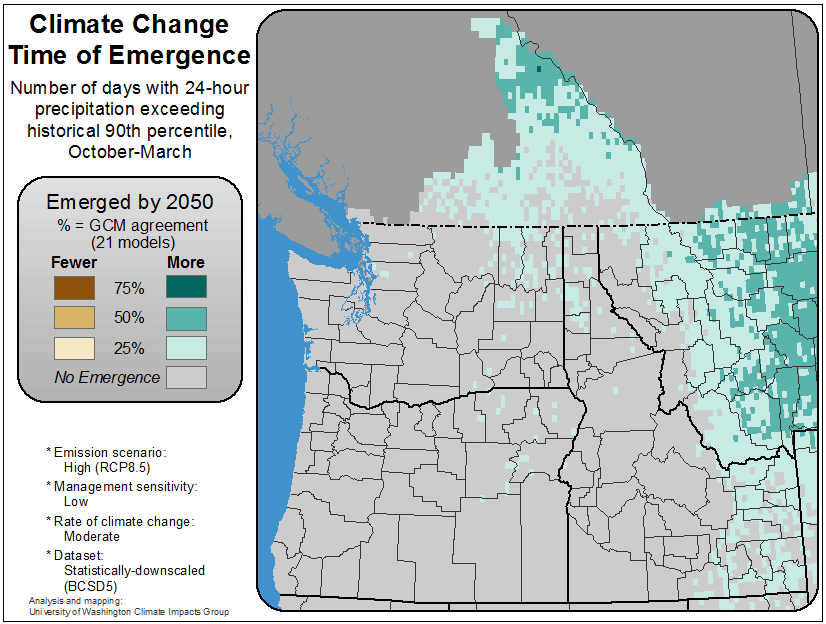 Climate Change
Time of Emergence
Number of days with 24-hour
precipitation exceeding
historical 90th percentile,
October-March
Emerged by 2050
% = GCM agreement
(21 models)
Fewer More
75%
50%
25%
No Emergence
* Emission scenario:
High (RCP8.5)
* Management sensitivity:
Low
* Rate of climate change:
Moderate
* Dataset:
Statistically-downscaled
(BCSD5)
Analysis and mapping:
University of Washington Climate Impacts Group